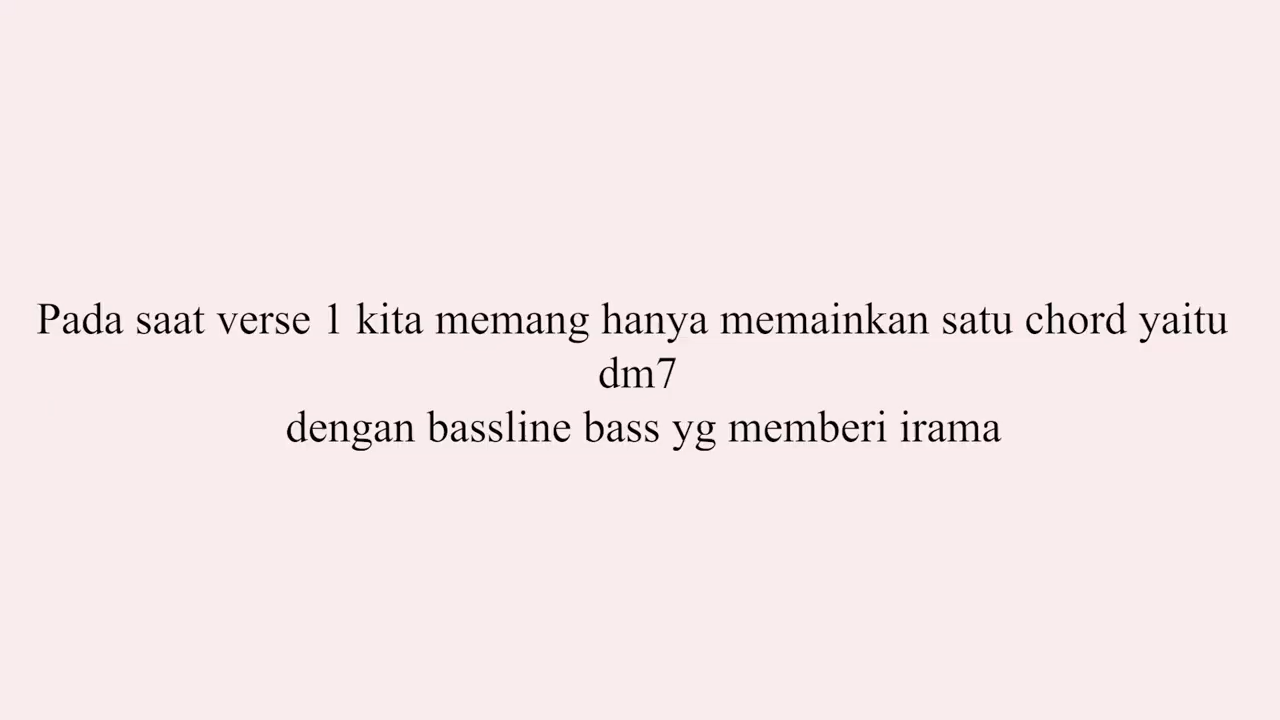 Pada saat verse 1 kita memang hanya memainkan satu chord yaitu
dm7
dengan bassline bass yg memberi irama